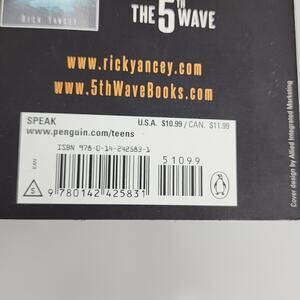 RICK YANCEY
THE 5TH WAVE
www.rickyancey.com
www.5thWaveBooks.com
SPEAK
U.S.A. $10.99 / CAN. $11.99
www.penguin.com/teens
ISBN 978-0-14-242583-1
51099
EAN
S
9 780142 425831
Cover design by Allied Integrated Marketing